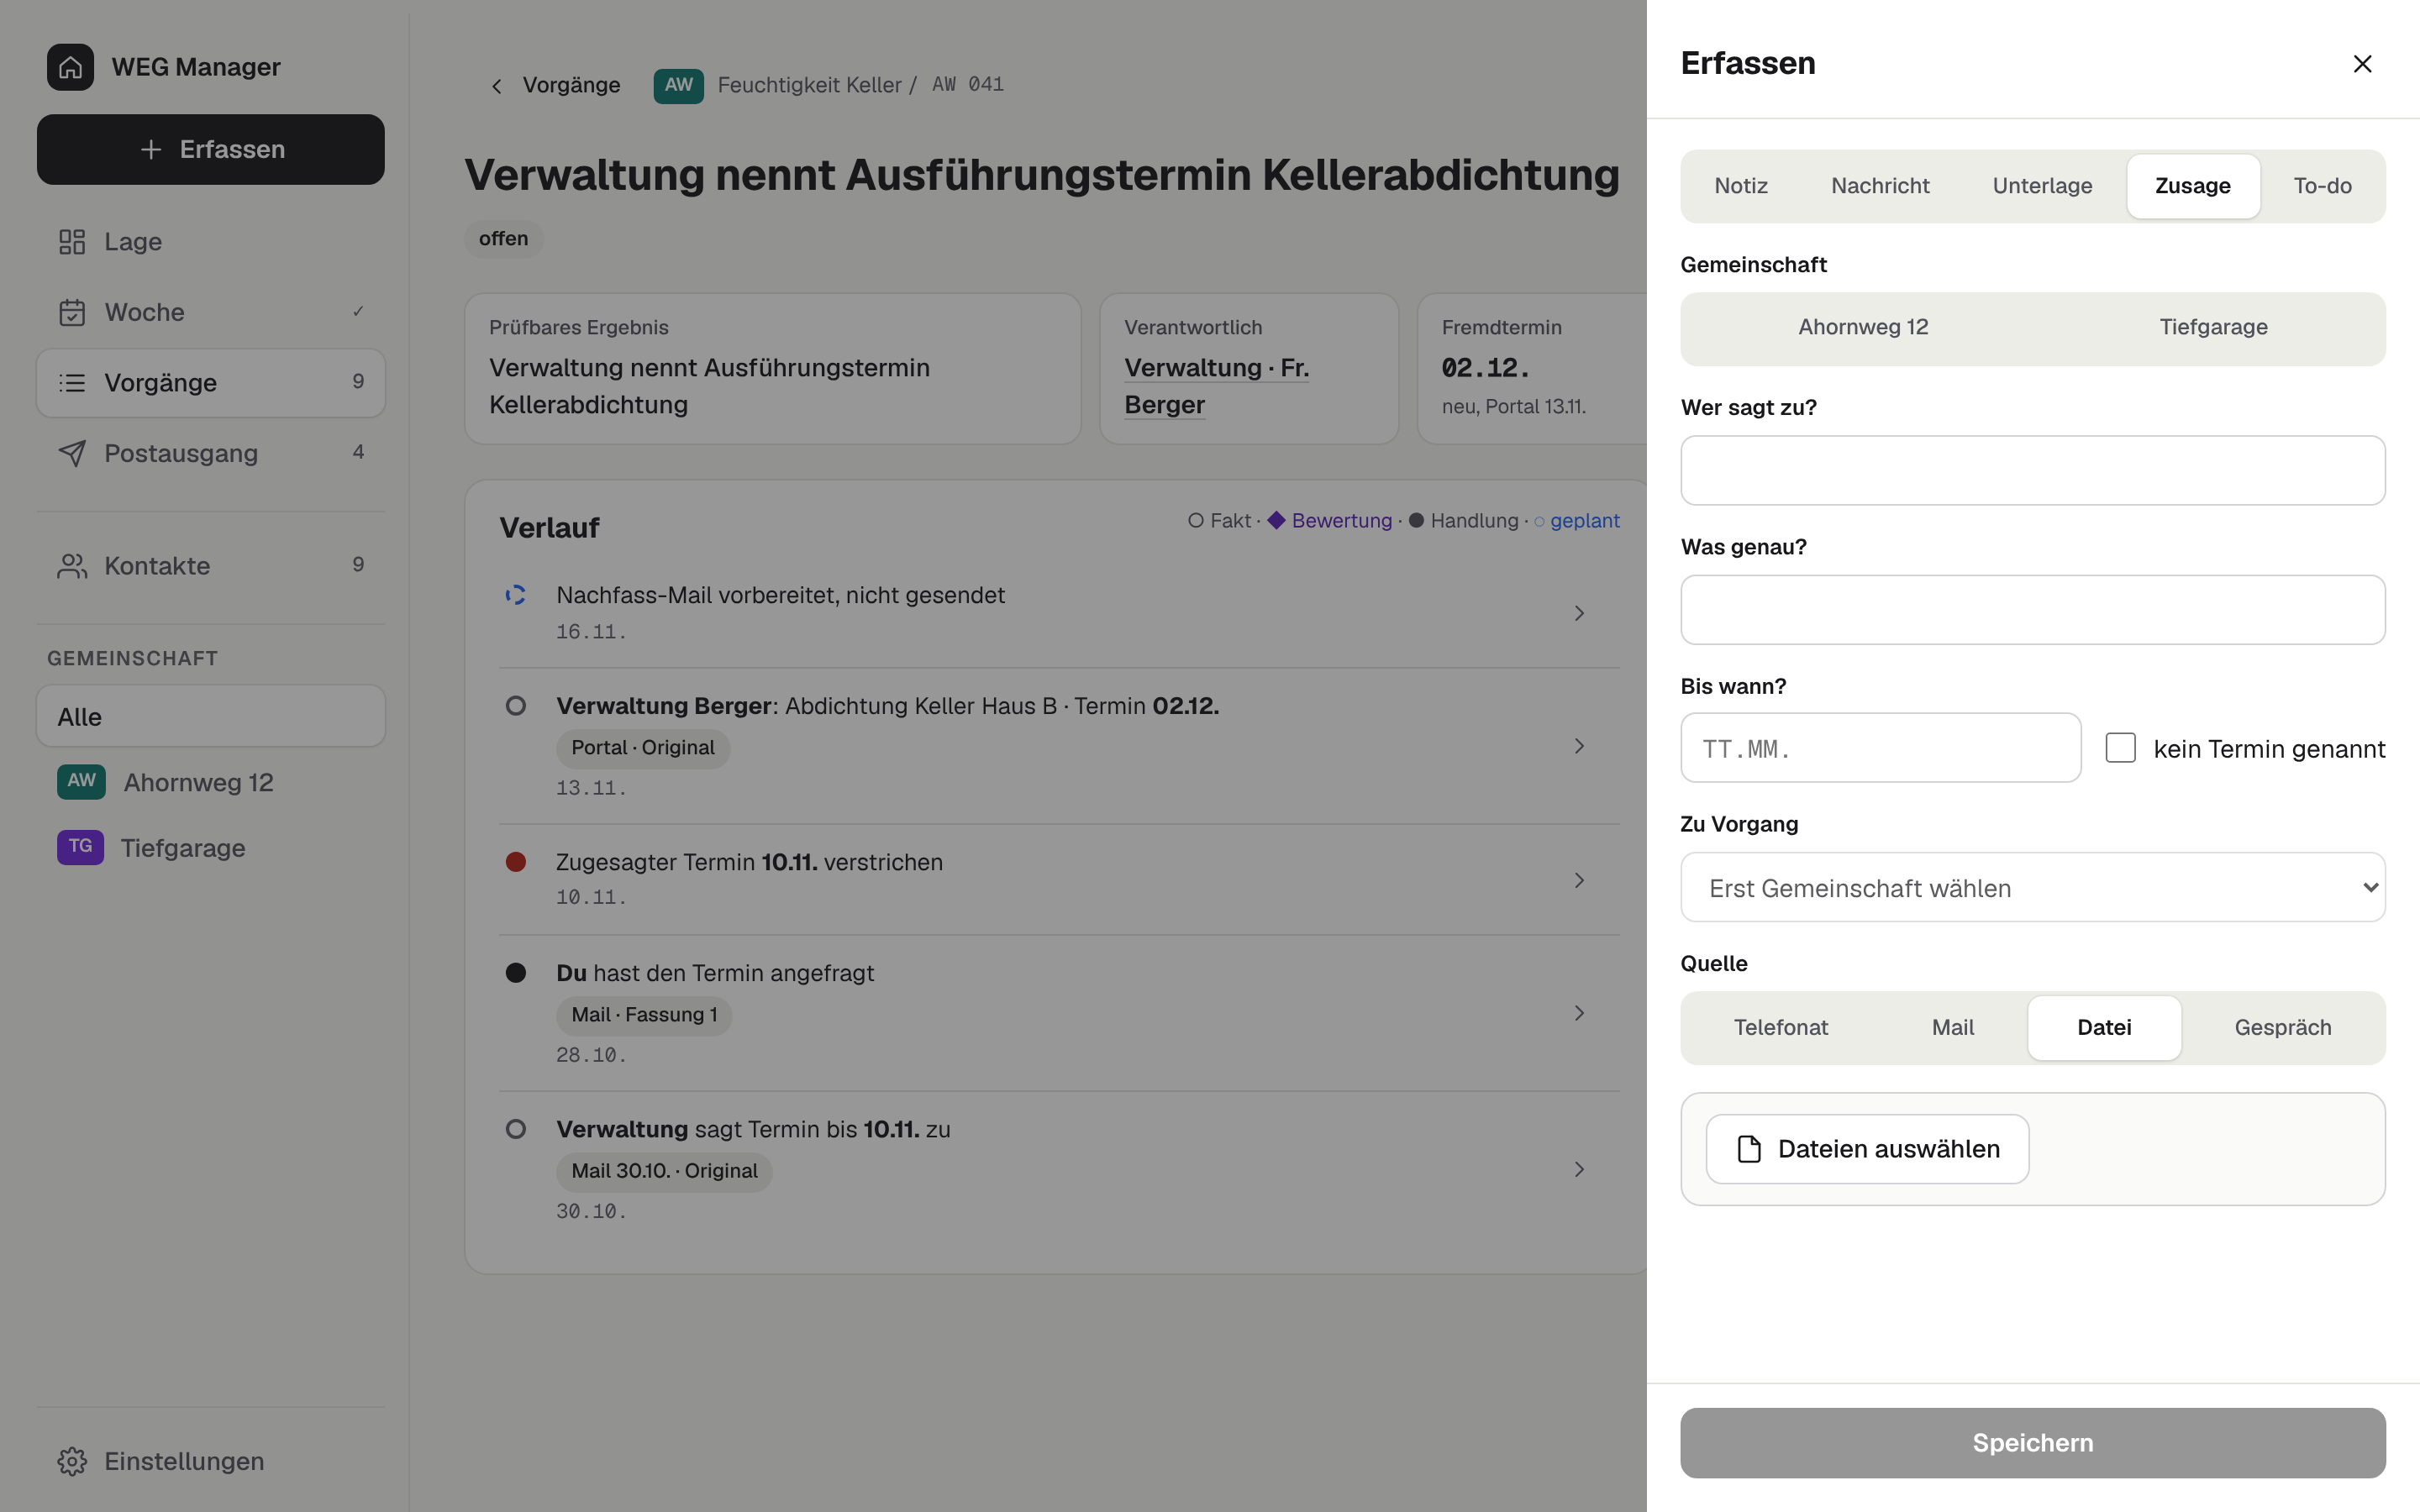 WEG Manager
Erfassen
Lage
Woche
Vorgänge 9
Postausgang 4
Kontakte 9
GEMEINSCHAFT
Alle
AW Ahornweg 12
TG Tiefgarage
Einstellungen
Vorgänge AW Feuchtigkeit Keller / AW 041
Verwaltung nennt Ausführungstermin Kellerabdichtung
offen
Prüfbares Ergebnis
Verwaltung nennt Ausführungstermin
Kellerabdichtung
Verantwortlich
Verwaltung · Fr.
Berger
Fremdtermin
02.12.
neu, Portal 13.11.
Verlauf
Fakt · Bewertung · Handlung · geplant
Nachfass-Mail vorbereitet, nicht gesendet
16.11.
Verwaltung Berger: Abdichtung Keller Haus B · Termin 02.12.
Portal · Original
13.11.
Zugesagter Termin 10.11. verstrichen
10.11.
Du hast den Termin angefragt
Mail · Fassung 1
28.10.
Verwaltung sagt Termin bis 10.11. zu
Mail 30.10. · Original
30.10.
Erfassen
Notiz Nachricht Unterlage Zusage To-do
Gemeinschaft
Ahornweg 12 Tiefgarage
Wer sagt zu?
Was genau?
Bis wann?
TT.MM. kein Termin genannt
Zu Vorgang
Erst Gemeinschaft wählen
Quelle
Telefonat Mail Datei Gespräch
Dateien auswählen
Speichern